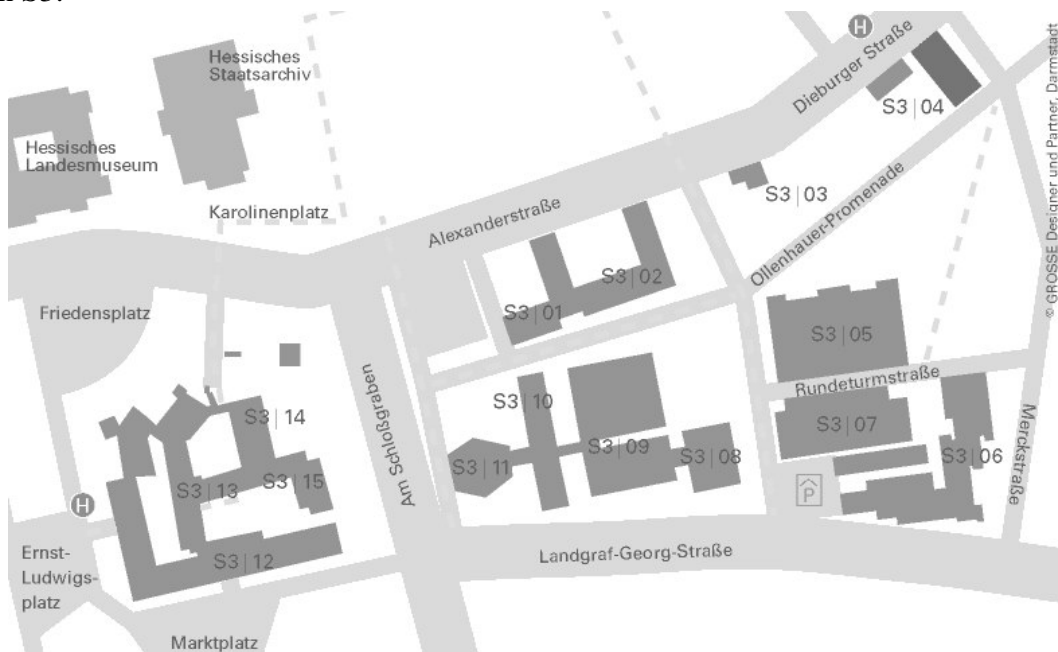 Hessisches
Staatsarchiv
Hessisches
Landesmuseum
Karolinenplatz
Friedensplatz
Alexanderstraße
Dieburger Straße
H
S3|04
S3|03
Ollenhauer-Promenade
© GROSSE Designer und Partner, Darmstadt
S3|02
S3|01
S3|05
Rundeturmstraße
Merckstraße
S3|10
S3|09
S3|08
S3|11
S3|07
S3|06
P
Am Schloßgraben
S3|14
S3|13
S3|15
S3|12
H
Ernst-
Ludwigs-
platz
Marktplatz
Landgraf-Georg-Straße